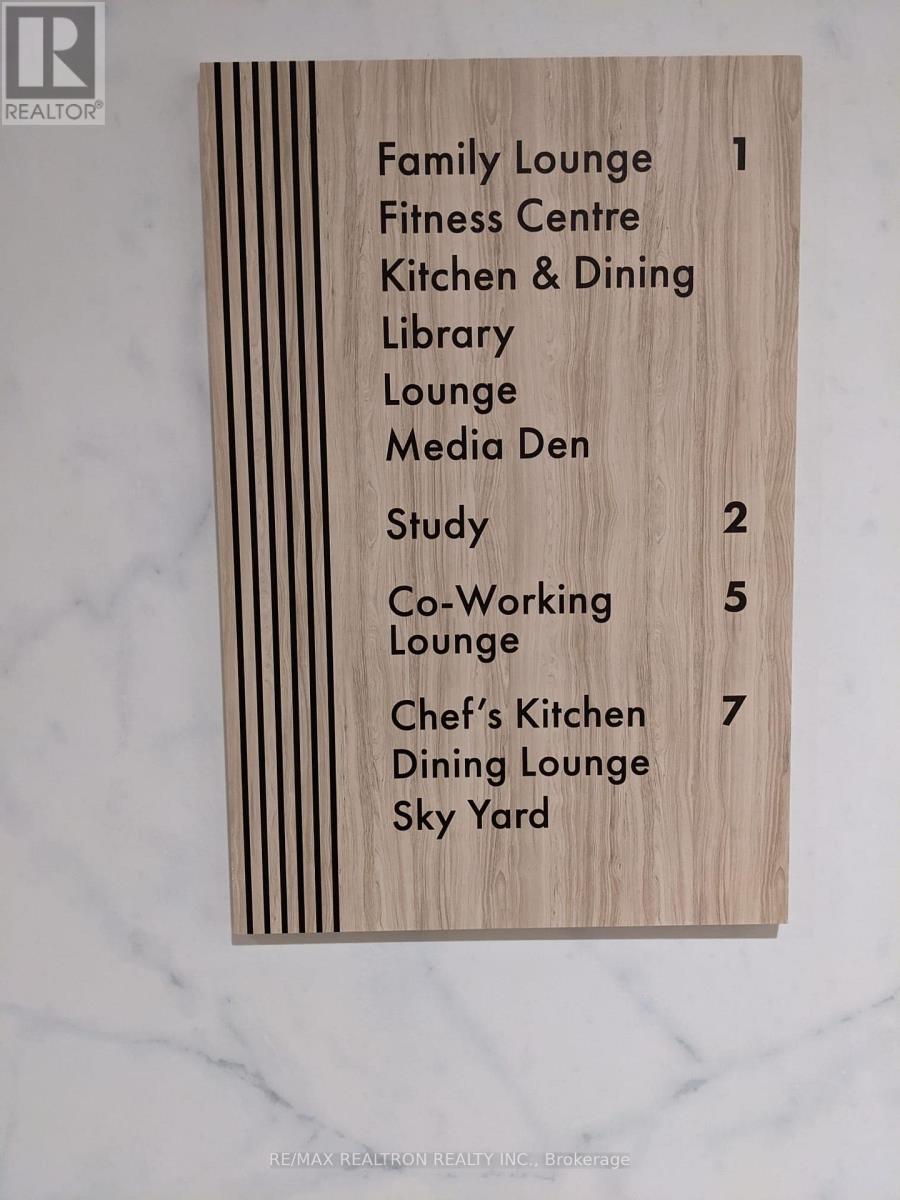 R
REALTOR®
Family Lounge 1
Fitness Centre
Kitchen & Dining
Library
Lounge
Media Den
Study 2
Co-Working 5
Lounge
Chef's Kitchen 7
Dining Lounge
Sky Yard
RE/MAX REALTRON REALTY INC., Brokerage